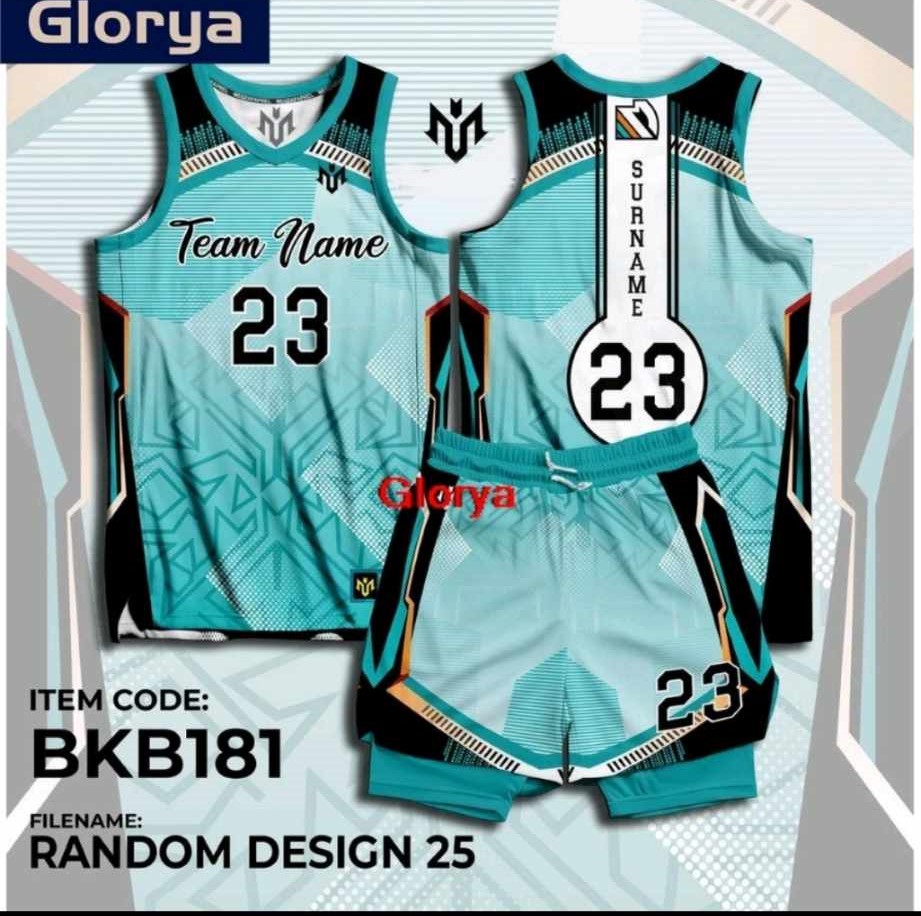 Glorya
Team Name
23
SURNAME
23
Glorya
23
ITEM CODE:
BKB181
FILENAME:
RANDOM DESIGN 25